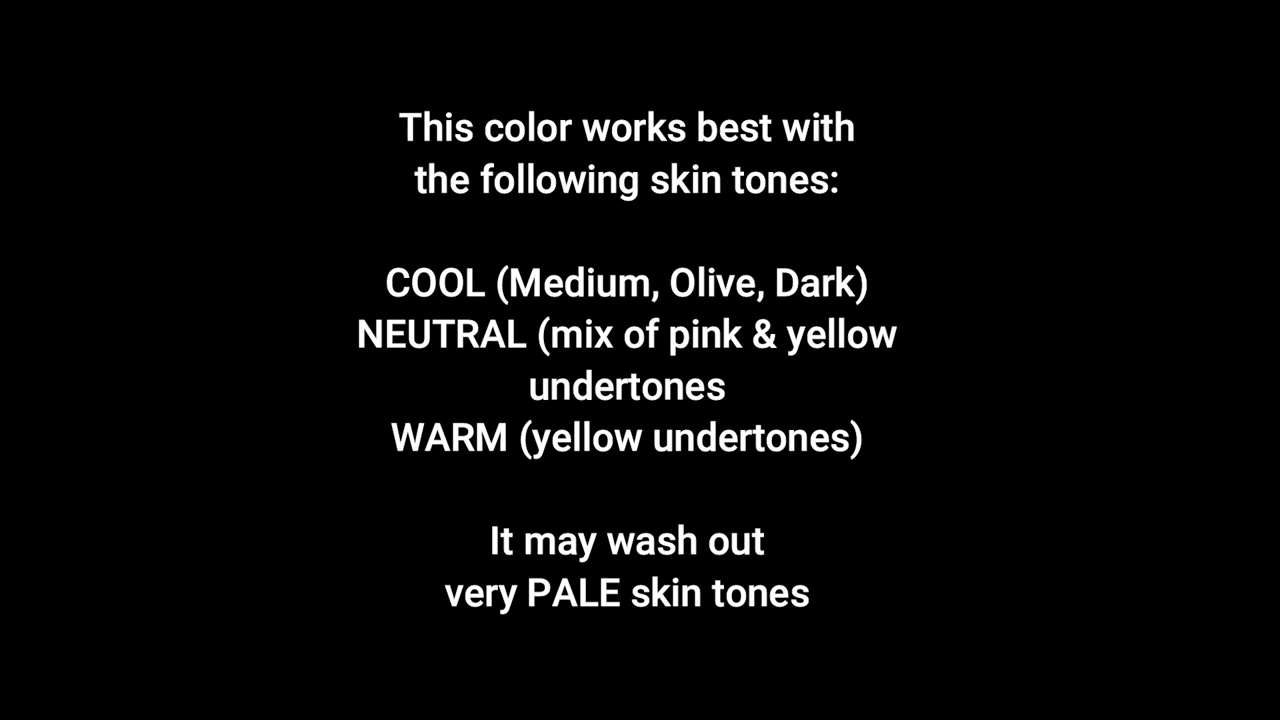 This color works best with
the following skin tones:
COOL (Medium, Olive, Dark)
NEUTRAL (mix of pink & yellow
undertones
WARM (yellow undertones)
It may wash out
very PALE skin tones